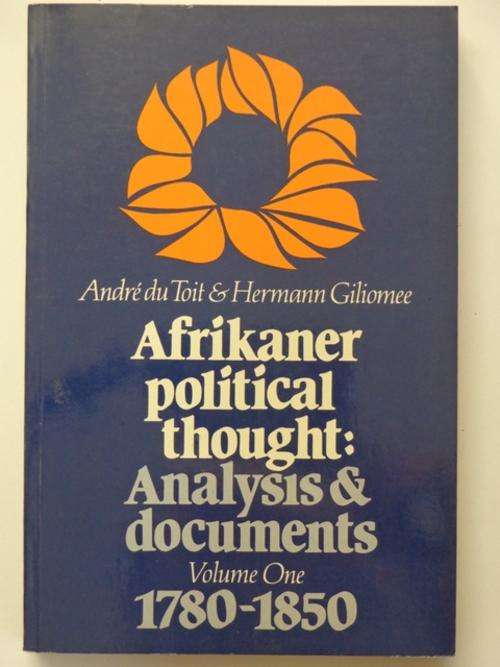 André du Toit & Hermann Giliomee
Afrikaner
political
thought:
Analysis &
documents
Volume One
1780-1850